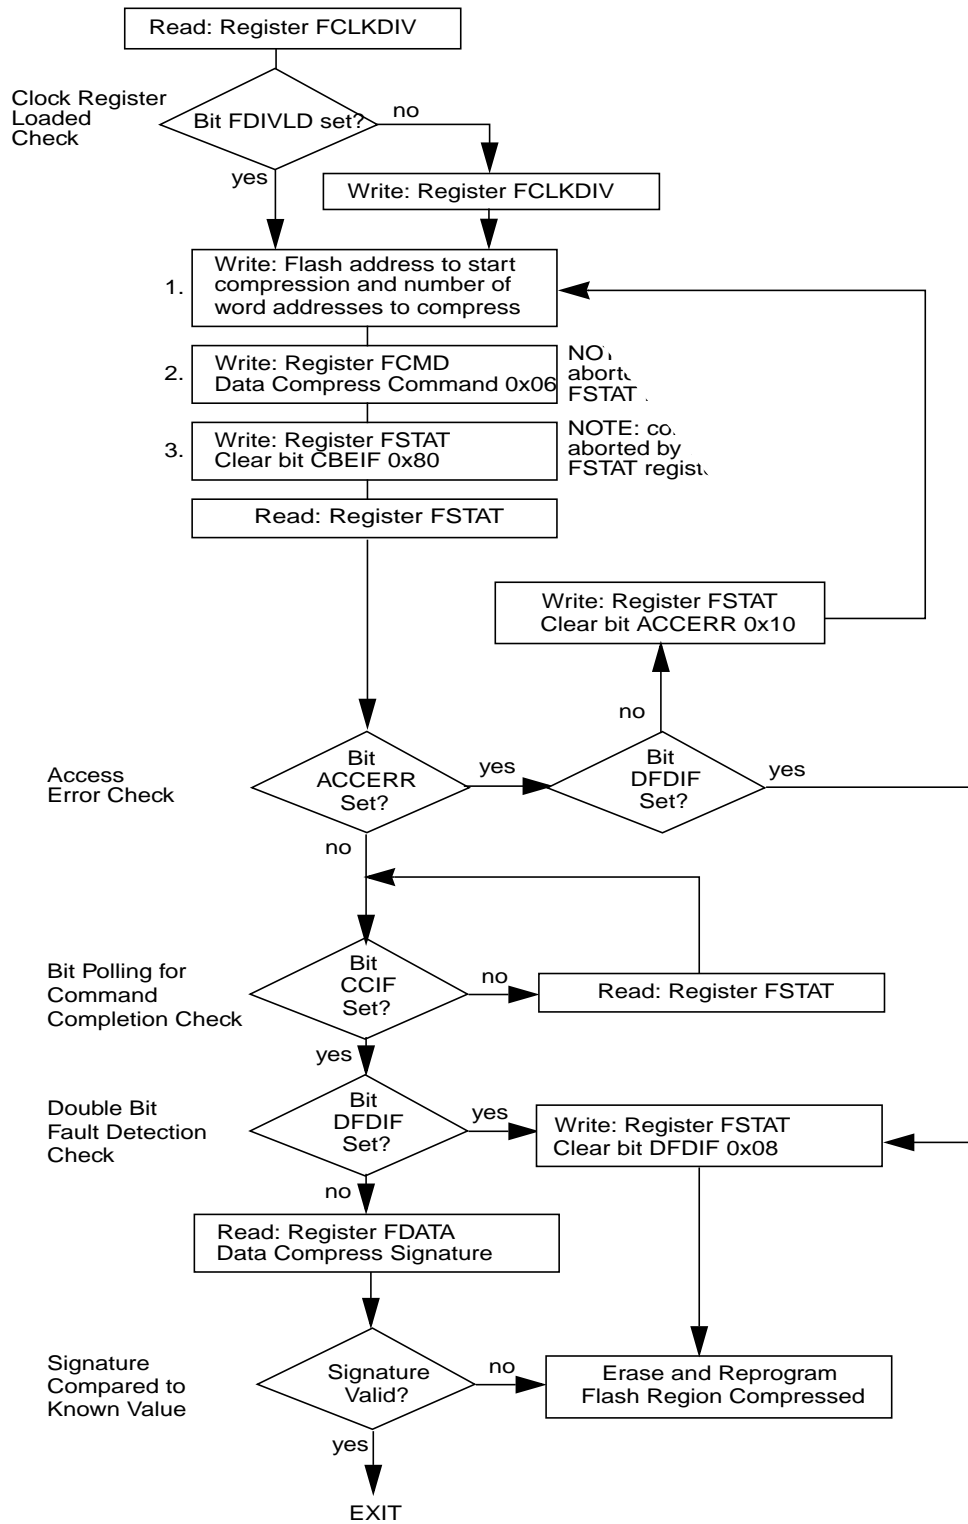 Read: Register FCLKDIV
Clock Register
Loaded
Check
Bit FDIVLD set?
no
yes
Write: Register FCLKDIV
1.
Write: Flash address to start
compression and number of
word addresses to compress
2.
Write: Register FCMD
Data Compress Command 0x06
FSTAT
3.
Write: Register FSTAT
Clear bit CBEIF 0x80
NOTE:
aborted by
FSTAT
Read: Register FSTAT
Write: Register FSTAT
Clear bit ACCERR 0x10
no
Access
Error Check
Bit
ACCERR
Set?
yes
Bit
DFDIF
Set?
yes
no
Bit Polling for
Command
Completion Check
Bit
CCIF
Set?
no
Read: Register FSTAT
yes
Double Bit
Fault Detection
Check
Bit
DFDIF
Set?
yes
Write: Register FSTAT
Clear bit DFDIF 0x08
no
Read: Register FDATA
Data Compress Signature
Signature
Compared to
Known Value
Signature
Valid?
no
Erase and Reprogram
Flash Region Compressed
yes
EXIT